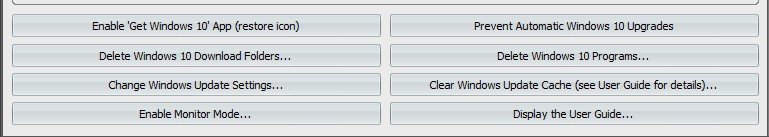 Enable 'Get Windows 10' App (restore icon)
Prevent Automatic Windows 10 Upgrades
Delete Windows 10 Download Folders...
Delete Windows 10 Programs...
Change Windows Update Settings...
Clear Windows Update Cache (see User Guide for details)...
Enable Monitor Mode...
Display the User Guide...